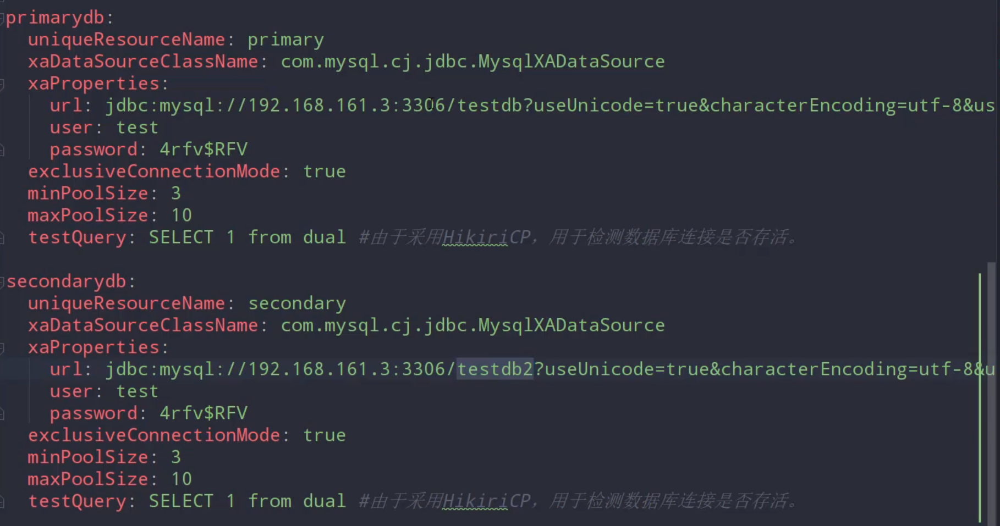 primarydb:
uniqueResourceName: primary
xaDataSourceClassName: com.mysql.cj.jdbc.MysqlXADataSource
xaProperties:
url: jdbc:mysql://192.168.161.3:3306/testdb?useUnicode=true&characterEncoding=utf-8&us
user: test
password: 4rfv$RFV
exclusiveConnectionMode: true
minPoolSize: 3
maxPoolSize: 10
testQuery: SELECT 1 from dual #由于采用HikiriCP，用于检测数据库连接是否存活。
secondarydb:
uniqueResourceName: secondary
xaDataSourceClassName: com.mysql.cj.jdbc.MysqlXADataSource
xaProperties:
url: jdbc:mysql://192.168.161.3:3306/testdb2?useUnicode=true&characterEncoding=utf-8&u
user: test
password: 4rfv$RFV
exclusiveConnectionMode: true
minPoolSize: 3
maxPoolSize: 10
testQuery: SELECT 1 from dual #由于采用HikiriCP，用于检测数据库连接是否存活。